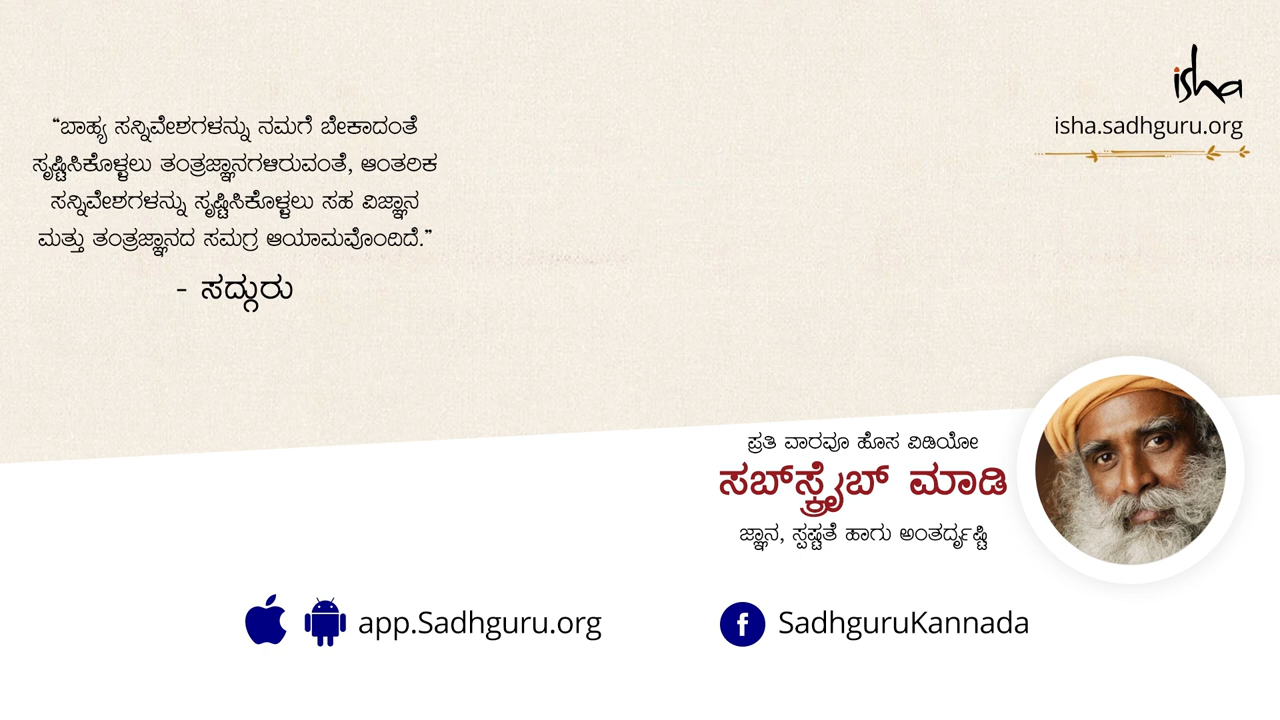 “ಬಾಹ್ಯ ಸನ್ನಿವೇಶಗಳನ್ನು ನಮಗೆ ಬೇಕಾದಂತೆ
ಸೃಷ್ಟಿಸಿಕೊಳ್ಳಲು ತಂತ್ರಜ್ಞಾನಗಳಿರುವಂತೆ, ಆಂತರಿಕ
ಸನ್ನಿವೇಶಗಳನ್ನು ಸೃಷ್ಟಿಸಿಕೊಳ್ಳಲು ಸಹ ವಿಜ್ಞಾನ
ಮತ್ತು ತಂತ್ರಜ್ಞಾನದ ಸಮಗ್ರ ಆಯಾಮವೊಂದಿದೆ.”
- ಸದ್ಗುರು
isha
isha.sadhguru.org
ಪ್ರತಿ ವಾರವೂ ಹೊಸ ವಿಡಿಯೋ
ಸಬ್‌ಸ್ಕ್ರೈಬ್ ಮಾಡಿ
ಜ್ಞಾನ, ಸ್ಪಷ್ಟತೆ ಹಾಗು ಅಂತರ್ದೃಷ್ಟಿ
app.Sadhguru.org
f SadhguruKannada